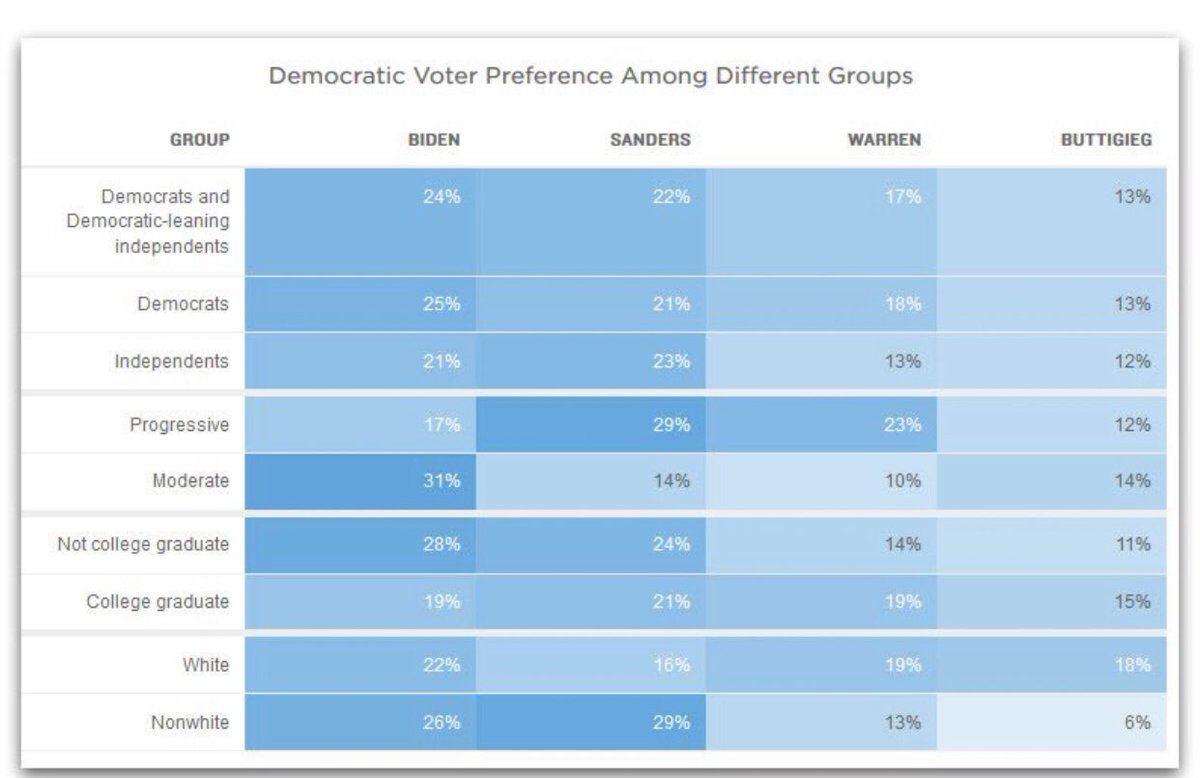 Democratic Voter Preference Among Different Groups
GROUP BIDEN SANDERS WARREN BUTTIGIEG
Democrats and 24% 22% 17% 13%
Democratic-leaning
independents
Democrats 25% 21% 18% 13%
Independents 21% 23% 13% 12%
Progressive 17% 29% 23% 12%
Moderate 31% 14% 10% 14%
Not college graduate 28% 24% 14% 11%
College graduate 19% 21% 19% 15%
White 22% 16% 19% 18%
Nonwhite 26% 29% 13% 6%